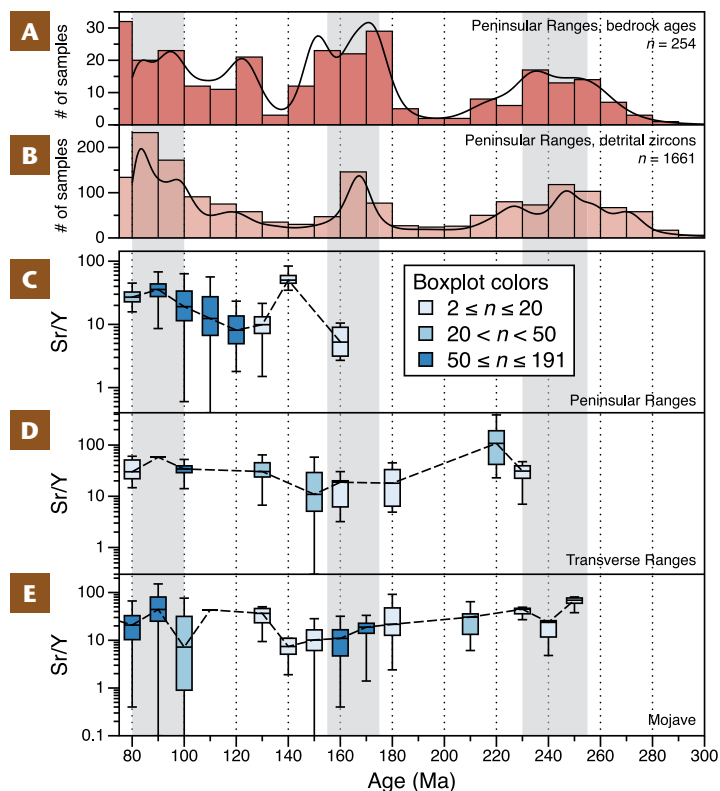 A
# of samples
30
20
10
0
Peninsular Ranges, bedrock ages
n = 254
B
# of samples
200
100
0
Peninsular Ranges, detrital zircons
n = 1661
C
Sr/Y
100
10
1
Boxplot colors
2 ≤ n ≤ 20
20 < n < 50
50 ≤ n ≤ 191
Peninsular Ranges
D
Sr/Y
100
10
1
Transverse Ranges
E
Sr/Y
100
10
1
0.1
Mojave
80 100 120 140 160 180 200 220 240 260 280 300
Age (Ma)